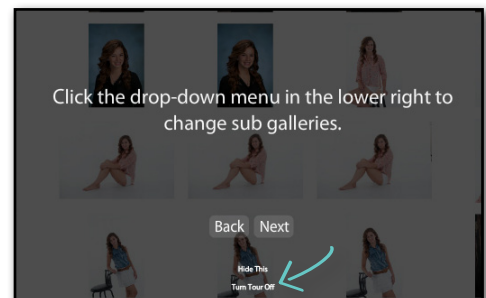 Click the drop-down menu in the lower right to
change sub galleries.
Back Next
Hide This
Turn Tour Off